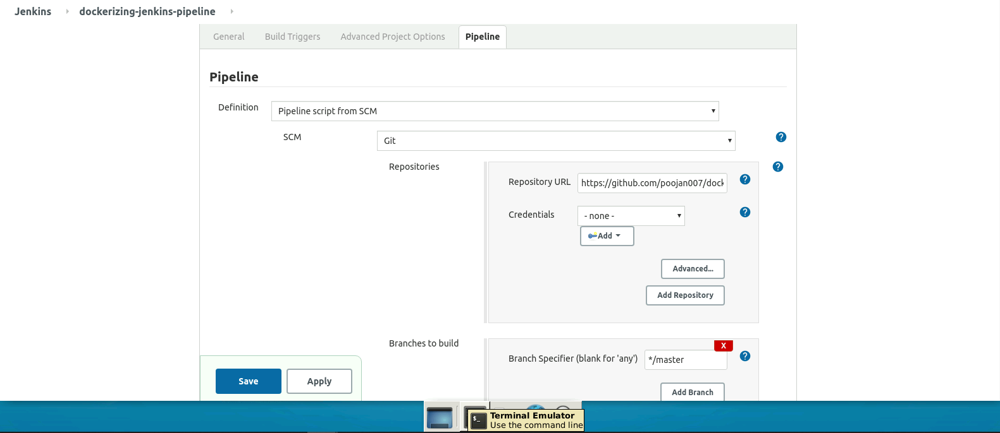 Jenkins dockerizing-jenkins-pipeline
General Build Triggers Advanced Project Options Pipeline
Pipeline
Definition Pipeline script from SCM
SCM Git ?
Repositories ?
Repository URL https://github.com/poojan007/dock ?
Credentials - none - ?
Add
Advanced...
Add Repository
Branches to build
X
Branch Specifier (blank for 'any') */master ?
Save Apply
Add Branch
$_ Terminal Emulator
Use the command line